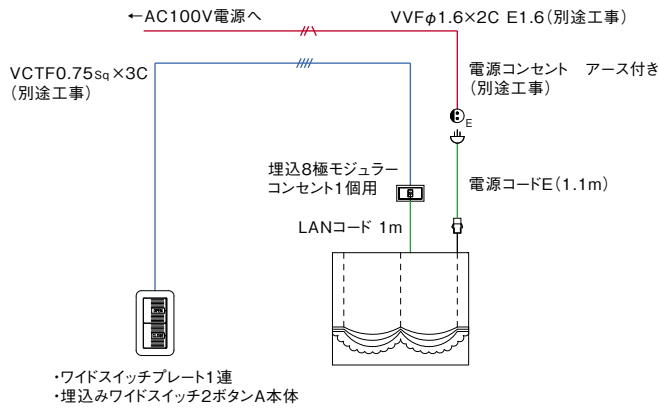 ←AC100V電源へ
VVFφ1.6×2C E1.6(別途工事)
VCTF0.75sq×3C
(別途工事)
電源コンセント　アース付き
(別途工事)
E
埋込8極モジュラー
コンセント1個用
電源コードE(1.1m)
LANコード 1m
・ワイドスイッチプレート1連
・埋込みワイドスイッチ2ボタンA本体